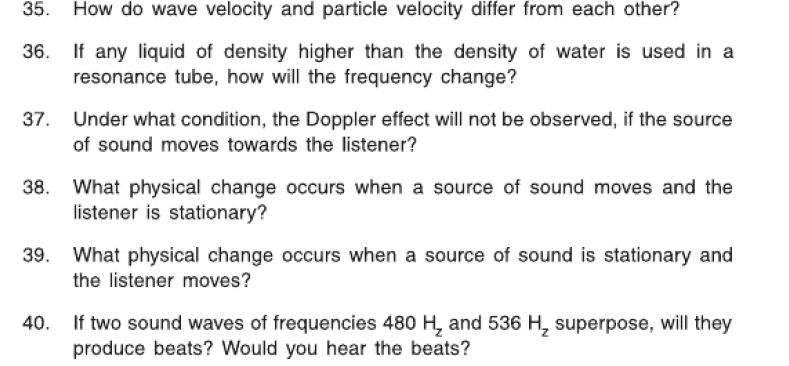 35. How do wave velocity and particle velocity differ from each other?
36. If any liquid of density higher than the density of water is used in a
resonance tube, how will the frequency change?
37. Under what condition, the Doppler effect will not be observed, if the source
of sound moves towards the listener?
38. What physical change occurs when a source of sound moves and the
listener is stationary?
39. What physical change occurs when a source of sound is stationary and
the listener moves?
40. If two sound waves of frequencies 480 Hz and 536 Hz superpose, will they
produce beats? Would you hear the beats?